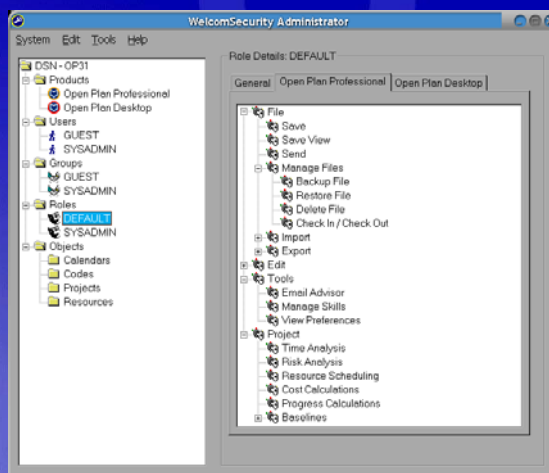 WelcomSecurity Administrator
System Edit Tools Help
DSN - OP31
Products
Open Plan Professional
Open Plan Desktop
Users
GUEST
SYSADMIN
Groups
GUEST
SYSADMIN
Roles
DEFAULT
SYSADMIN
Objects
Calendars
Codes
Projects
Resources
Role Details: DEFAULT
General Open Plan Professional Open Plan Desktop
File
Save
Save View
Send
Manage Files
Backup File
Restore File
Delete File
Check In / Check Out
Import
Export
Edit
Tools
Email Advisor
Manage Skills
View Preferences
Project
Time Analysis
Risk Analysis
Resource Scheduling
Cost Calculations
Progress Calculations
Baselines